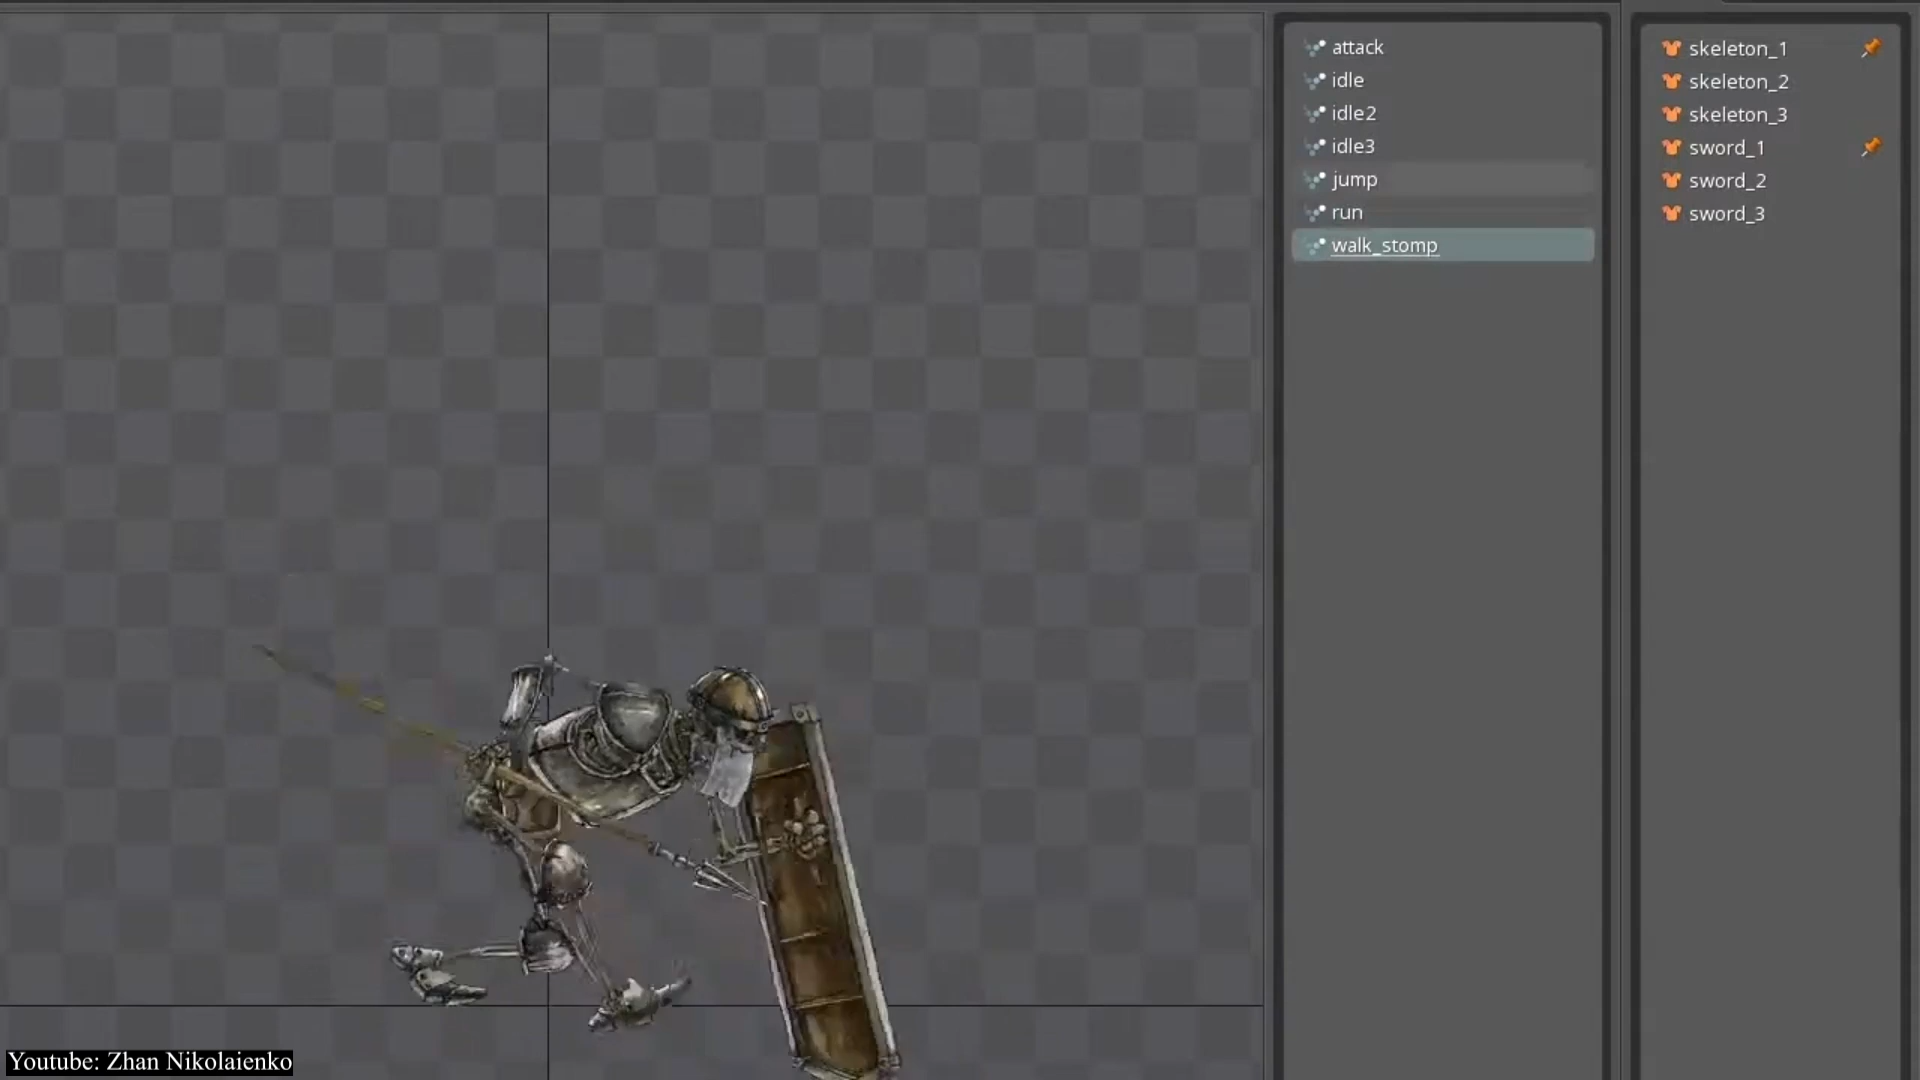 attack
idle
idle2
idle3
jump
run
walk_stomp
skeleton_1
skeleton_2
skeleton_3
sword_1
sword_2
sword_3
Youtube: Zhan Nikolaienko